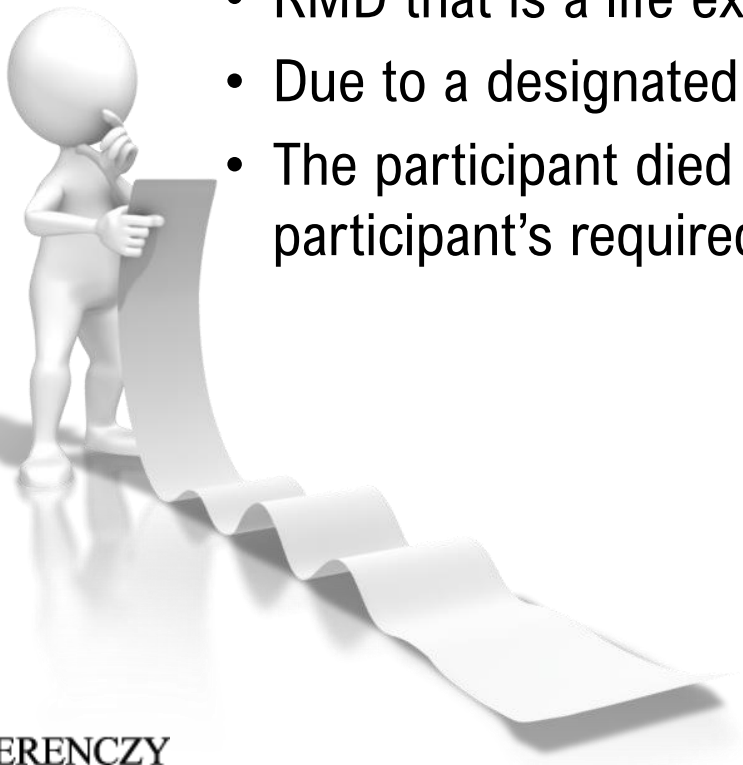 • RMD that is a life ex
• Due to a designated
• The participant died
participant's required
ERENCZY